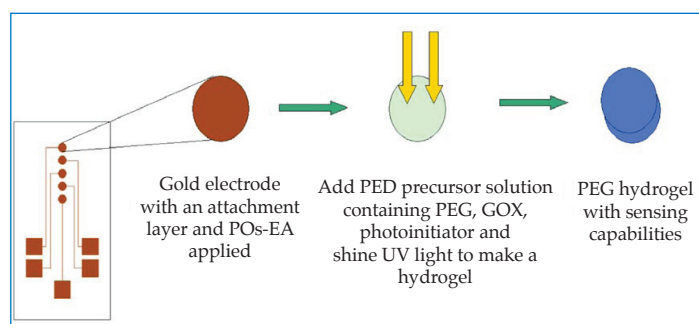 Gold electrode
with an attachment
layer and POs-EA
applied
Add PED precursor solution
containing PEG, GOX,
photoinitiator and
shine UV light to make a
hydrogel
PEG hydrogel
with sensing
capabilities